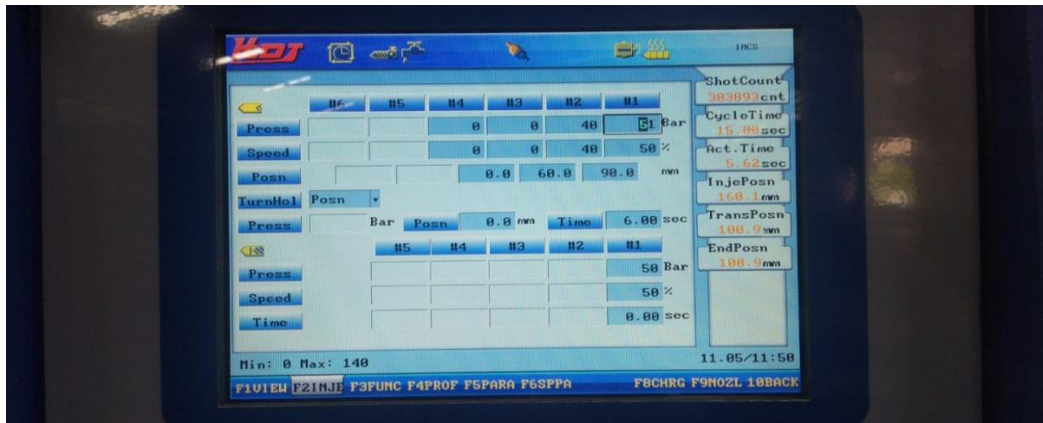 INCS
ShotCount
303893cnt
#6 #5 #4 #3 #2 #1
Press 0 0 40 51 Bar
CycleTime
15.00sec
Speed 0 0 40 50 %
Act.Time
5.62sec
Posn 0.0 60.0 90.0 mm
InjePosn
160.1mm
TurnHol Posn
Press Bar Posn 0.0 mm Time 6.00 sec
TransPosn
100.9mm
#5 #4 #3 #2 #1
EndPosn
100.9mm
Press 50 Bar
Speed 50 %
Time 0.00 sec
Min: 0 Max: 140
11.05/11:50
F1VIEW F2INJE F3FUNC F4PROF F5PARA F6SPPA F8CHRG F9NOZL 10BACK